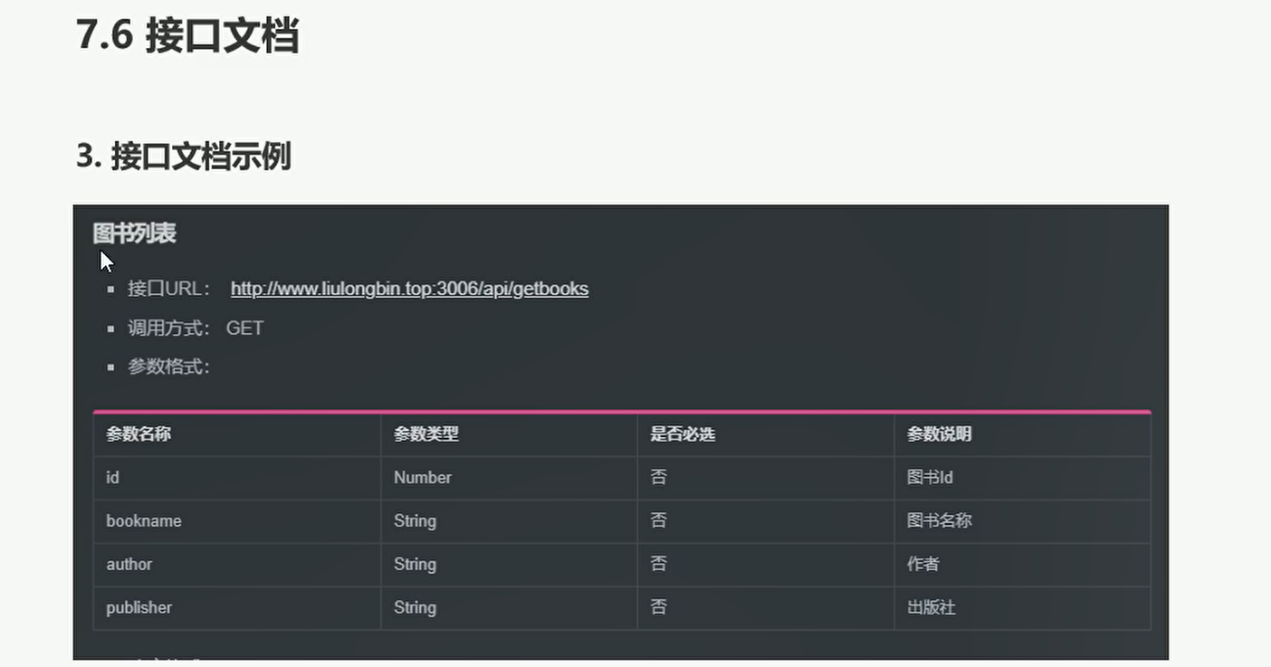 7.6 接口文档
3. 接口文档示例
图书列表
接口URL： http://www.liulongbin.top:3006/api/getbooks
调用方式： GET
参数格式：
参数名称 参数类型 是否必选 参数说明
id Number 否 图书Id
bookname String 否 图书名称
author String 否 作者
publisher String 否 出版社